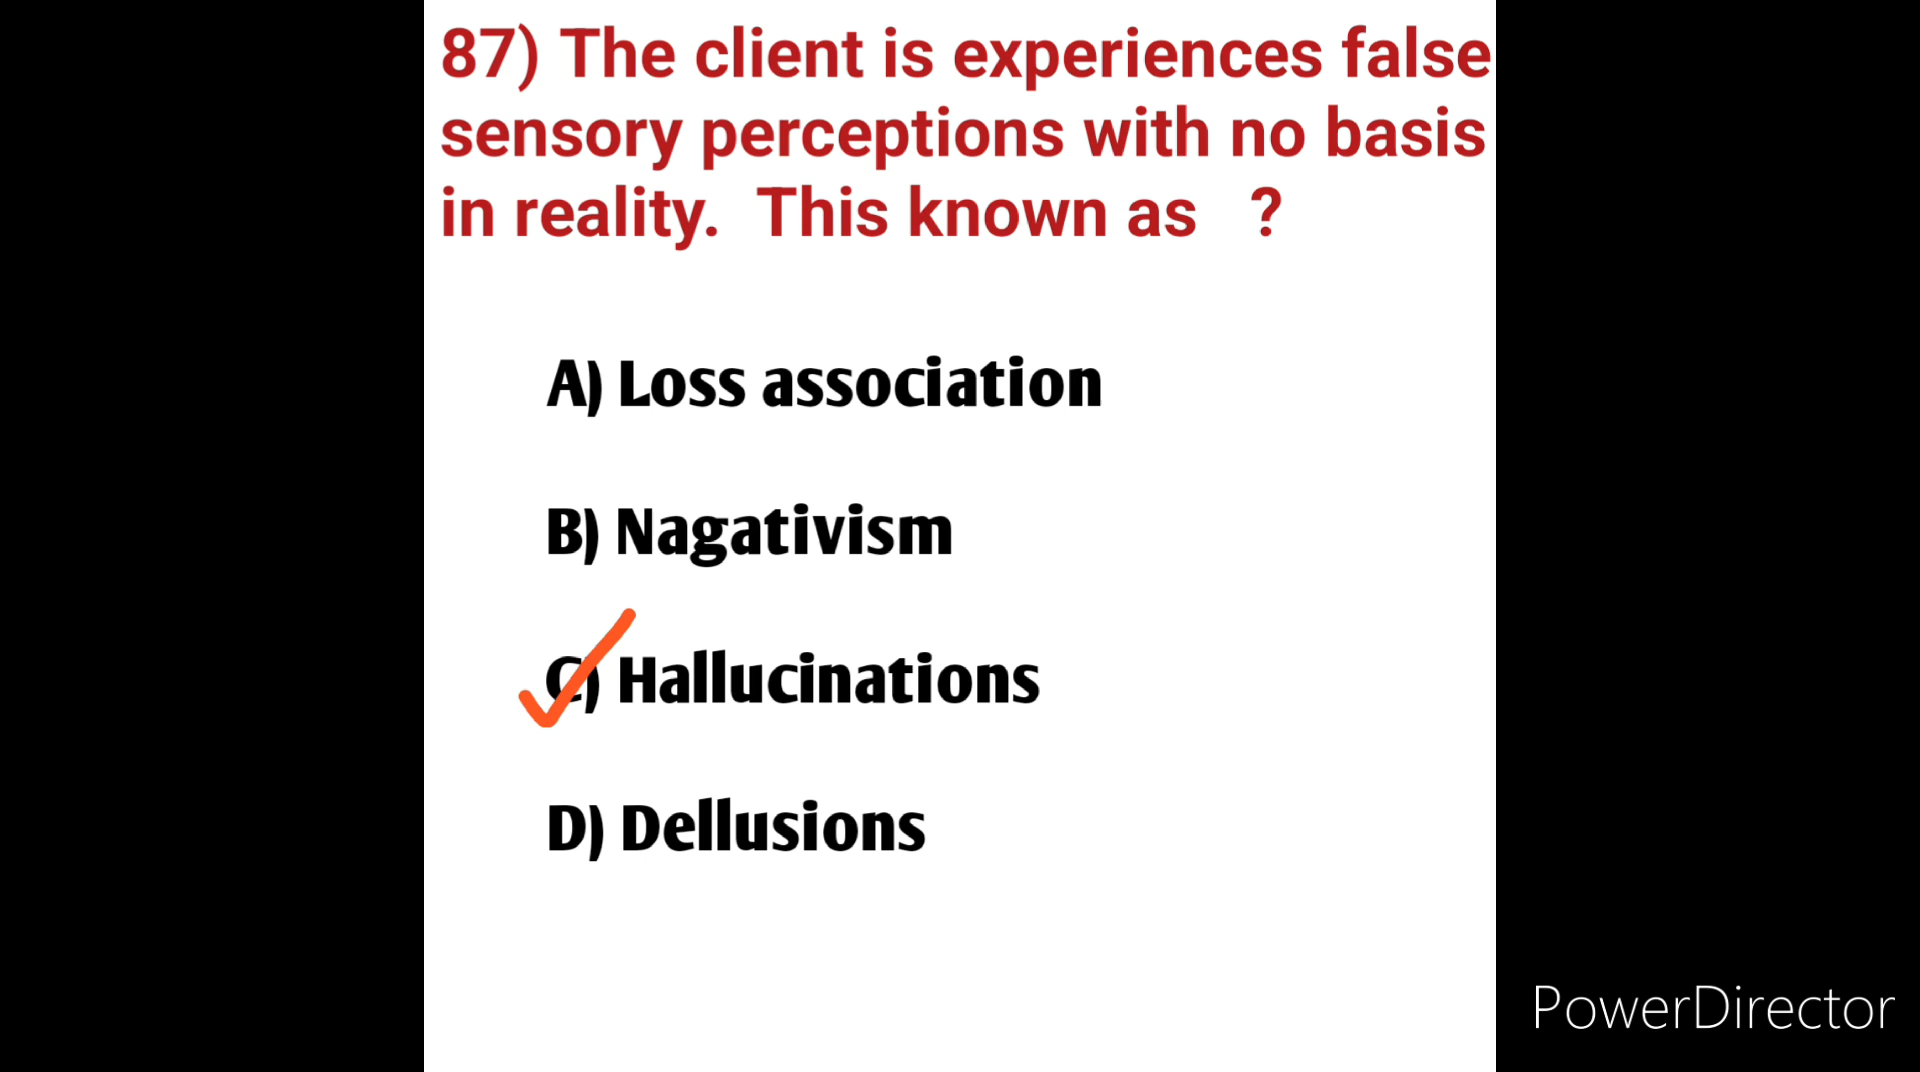 87) The client is experiences false
sensory perceptions with no basis
in reality. This known as ?
A) Loss association
B) Nagativism
C) Hallucinations
D) Dellusions
PowerDirector